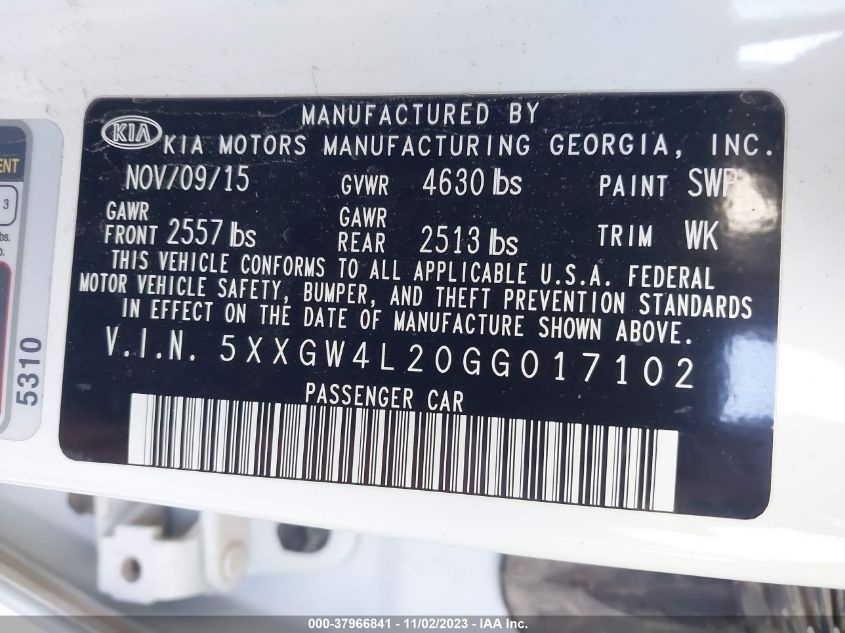 MANUFACTURED BY
KIA KIA MOTORS MANUFACTURING GEORGIA, INC.
NOV/09/15 GVWR 4630 lbs PAINT SWP
GAWR FRONT 2557 lbs GAWR REAR 2513 lbs TRIM WK
THIS VEHICLE CONFORMS TO ALL APPLICABLE U.S.A. FEDERAL
MOTOR VEHICLE SAFETY, BUMPER, AND THEFT PREVENTION STANDARDS
IN EFFECT ON THE DATE OF MANUFACTURE SHOWN ABOVE.
V.I.N. 5XXGW4L20GG017102
PASSENGER CAR
ENT
3
bs.
5310
000-37966841 - 11/02/2023 - IAA Inc.